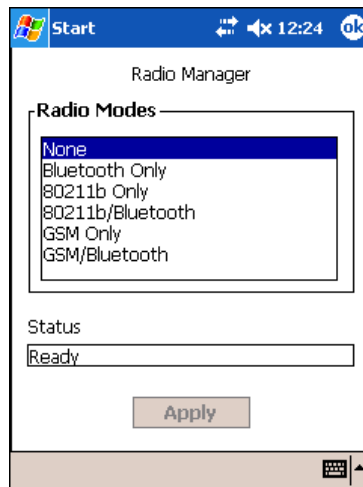 Start 12:24 ok
Radio Manager
Radio Modes
None
Bluetooth Only
80211b Only
80211b/Bluetooth
GSM Only
GSM/Bluetooth
Status
Ready
Apply